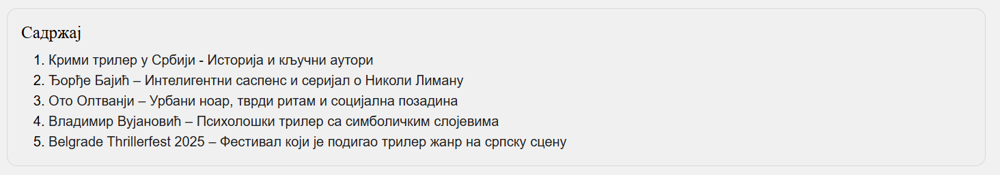 Садржај
1. Крими трилер у Србији - Историја и кључни аутори
2. Ђорђе Бајић – Интелигентни саспенс и серијал о Николи Лиману
3. Ото Олтванји – Урбани ноар, тврди ритам и социјална позадина
4. Владимир Вујановић – Психолошки трилер са симболичким слојевима
5. Belgrade Thrillerfest 2025 – Фестивал који је подигао трилер жанр на српску сцену